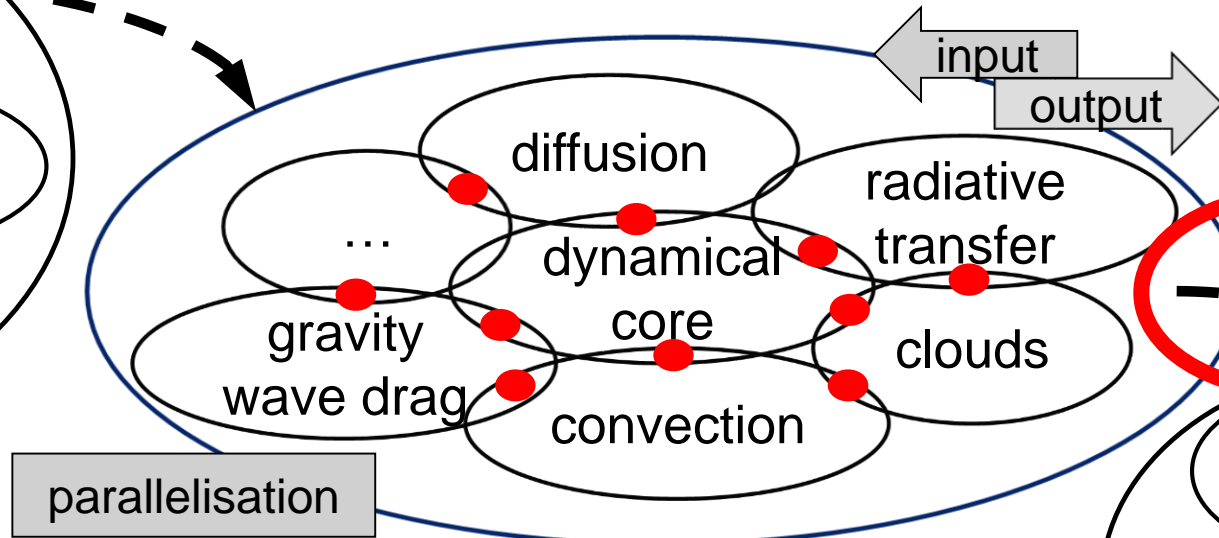 input
output
diffusion
radiative
transfer
…
dynamical
core
gravity
wave drag
clouds
convection
parallelisation